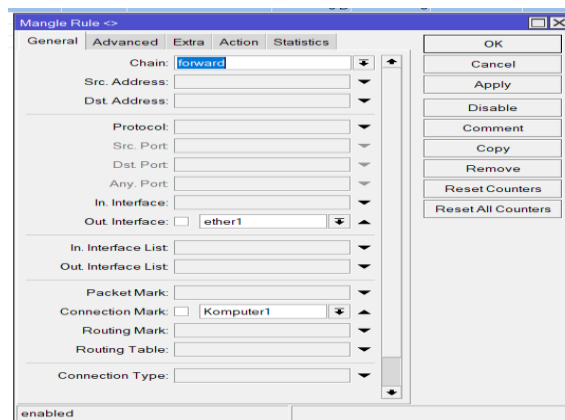 Mangle Rule <>
General Advanced Extra Action Statistics
Chain: forward
Src. Address:
Dst. Address:
Protocol:
Src. Port:
Dst. Port:
Any. Port:
In. Interface:
Out. Interface: ether1
In. Interface List:
Out. Interface List:
Packet Mark:
Connection Mark: Komputer1
Routing Mark:
Routing Table:
Connection Type:
enabled
OK
Cancel
Apply
Disable
Comment
Copy
Remove
Reset Counters
Reset All Counters